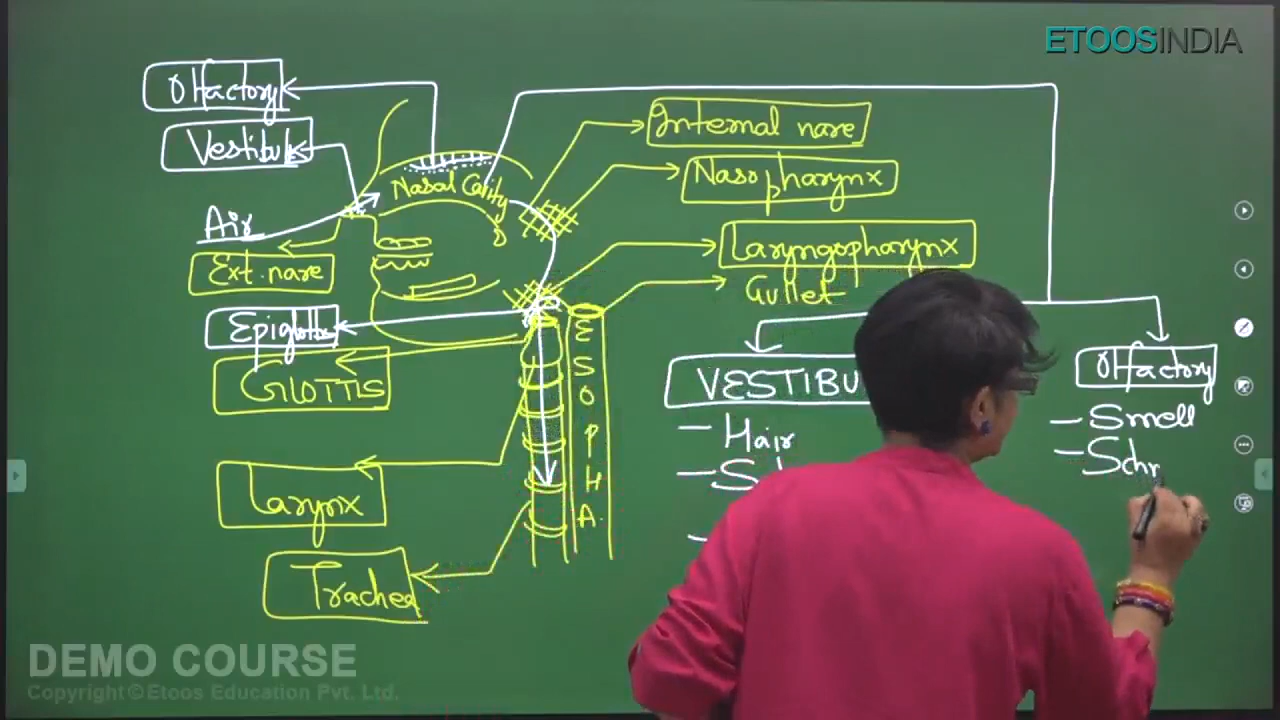 ETOOSINDIA
Olfactory
Vestibule
Air
Ext. nare
Epiglottis
GLOTTIS
Larynx
Trachea
Nasal Cavity
Internal nare
Nasopharynx
Laryngopharynx
Gullet
E
S
O
P
H
A.
VESTIBU
- Hair
Olfactory
- Smell
- Schr
DEMO COURSE
Copyright©Etoos Education Pvt. Ltd.